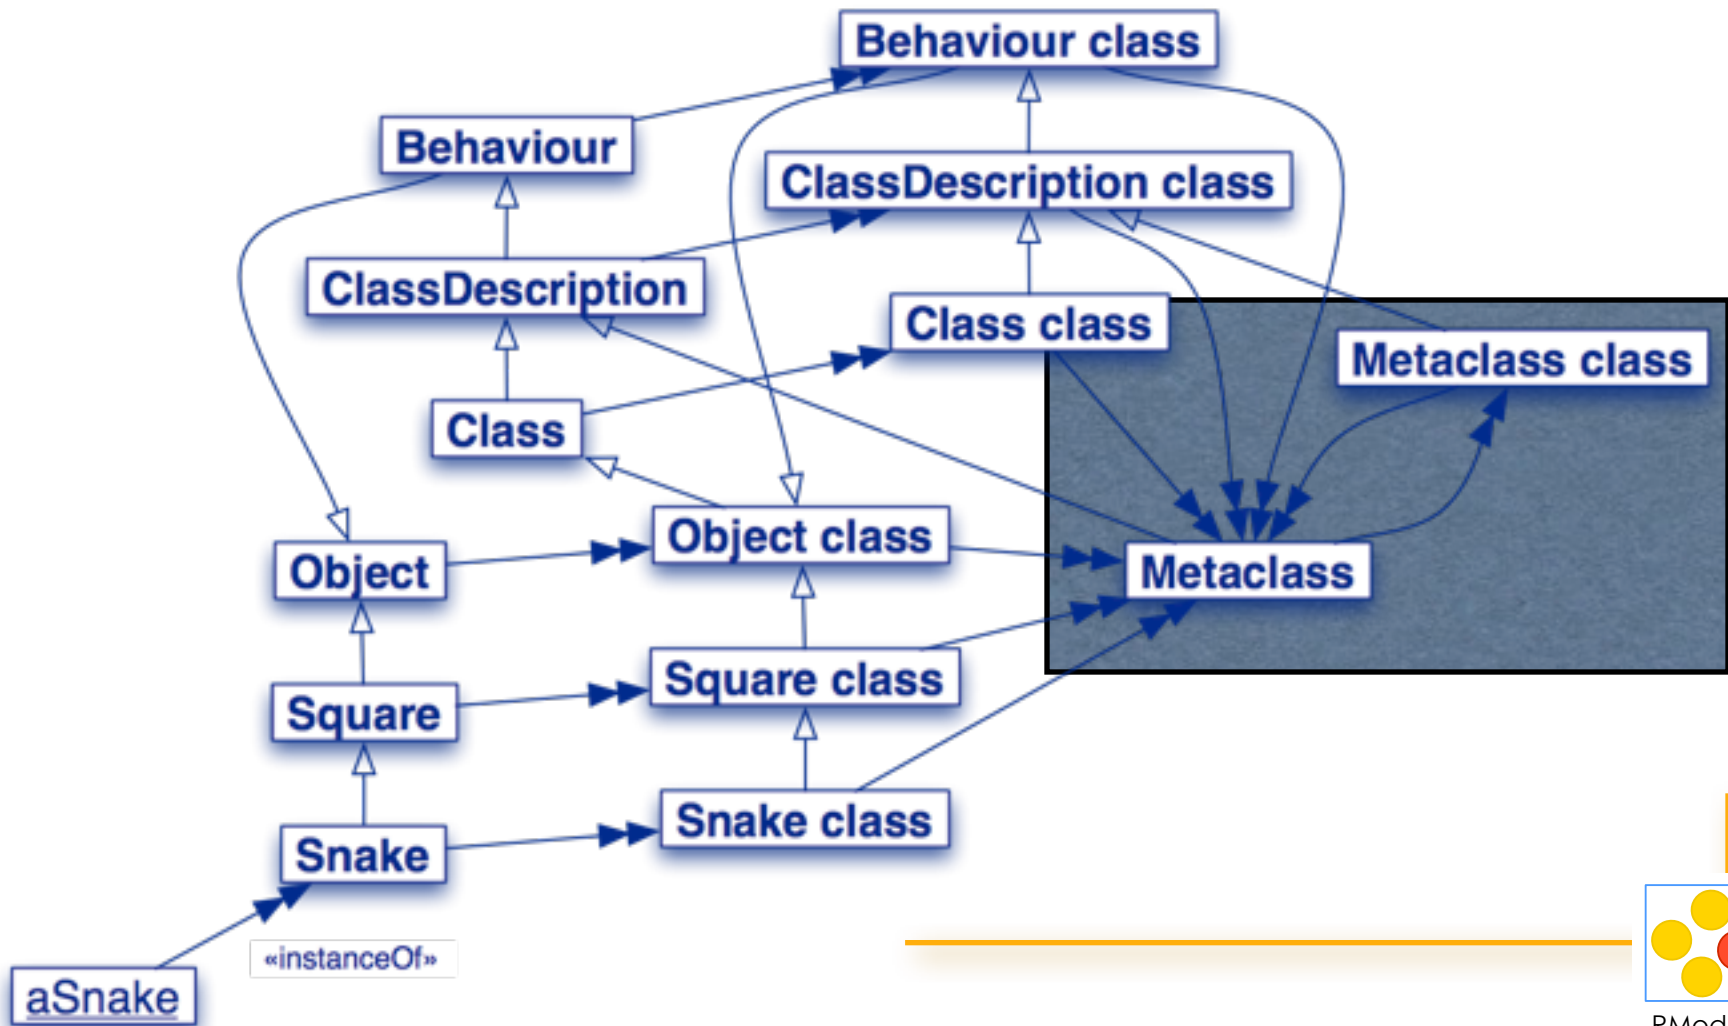 Behaviour class
Behaviour
ClassDescription class
ClassDescription
Class class
Metaclass class
Class
Object class
Object
Metaclass
Square class
Square
Snake class
Snake
«instanceOf»
aSnake